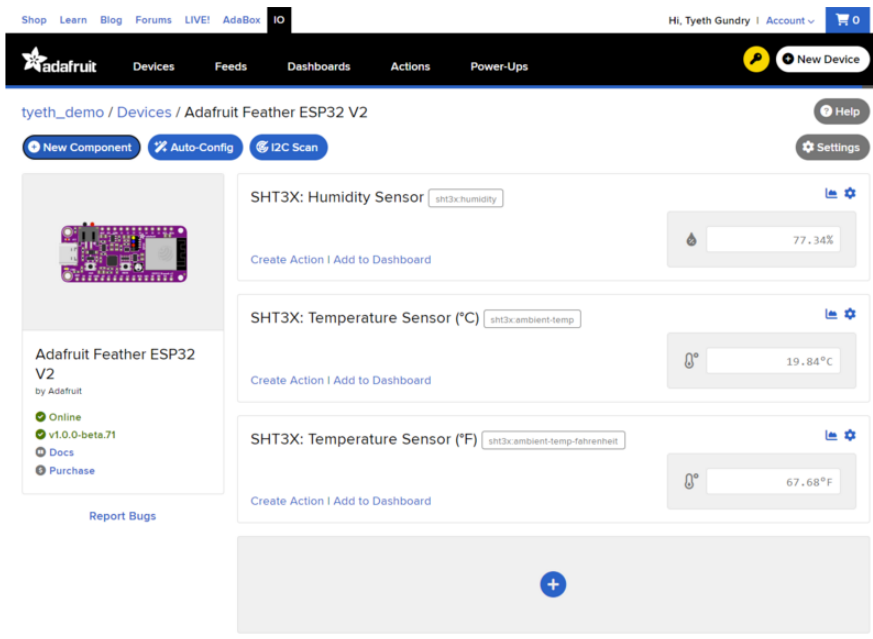 Shop Learn Blog Forums LIVE! AdaBox IO
Hi, Tyeth Gundry | Account 0
adafruit Devices Feeds Dashboards Actions Power-Ups
New Device
tyeth_demo / Devices / Adafruit Feather ESP32 V2
Help
New Component Auto-Config I2C Scan
Settings
Adafruit Feather ESP32
V2
by Adafruit
Online
v1.0.0-beta.71
Docs
Purchase
Report Bugs
SHT3X: Humidity Sensor sht3x:humidity
77.34%
Create Action | Add to Dashboard
SHT3X: Temperature Sensor (°C) sht3x:ambient-temp
19.84°C
Create Action | Add to Dashboard
SHT3X: Temperature Sensor (°F) sht3x:ambient-temp-fahrenheit
67.68°F
Create Action | Add to Dashboard